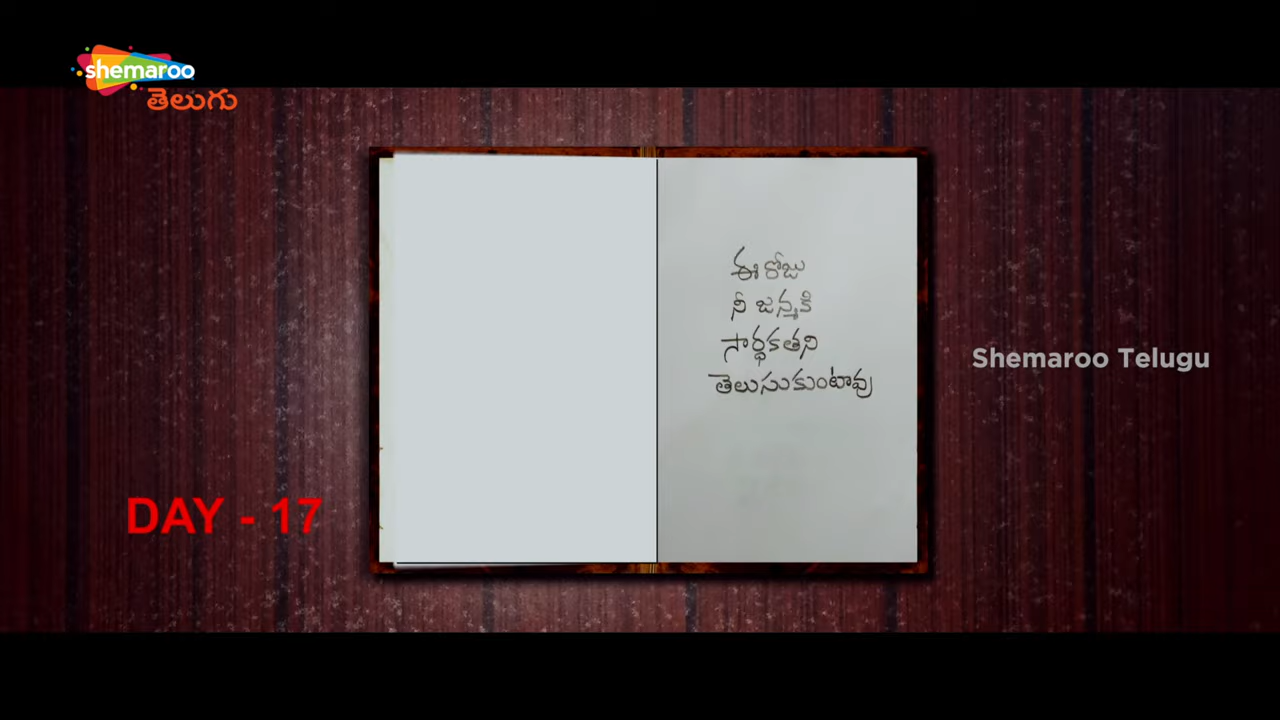 shemaroo
తెలుగు
ఈ రోజు
నీ జన్మకి
సార్థకతని
తెలుసుకుంటావు
Shemaroo Telugu
DAY - 17